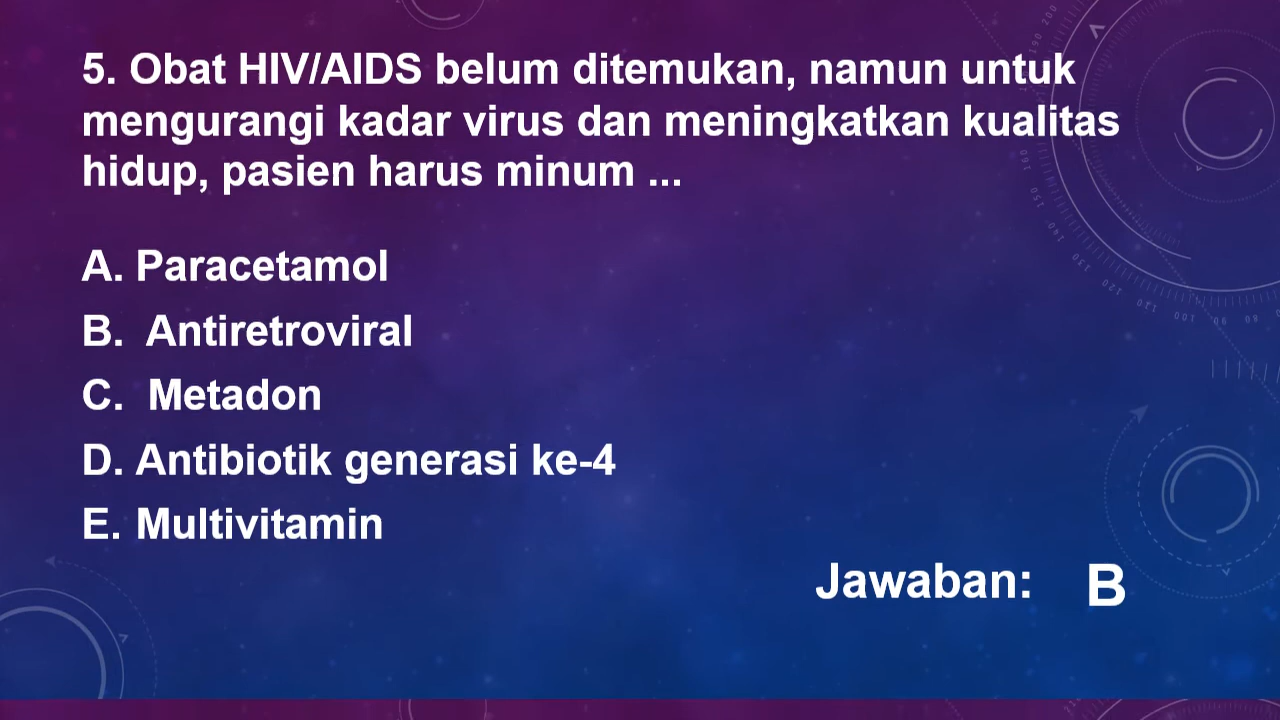 5. Obat HIV/AIDS belum ditemukan, namun untuk
mengurangi kadar virus dan meningkatkan kualitas
hidup, pasien harus minum ...
A. Paracetamol
B. Antiretroviral
C. Metadon
D. Antibiotik generasi ke-4
E. Multivitamin
Jawaban: B